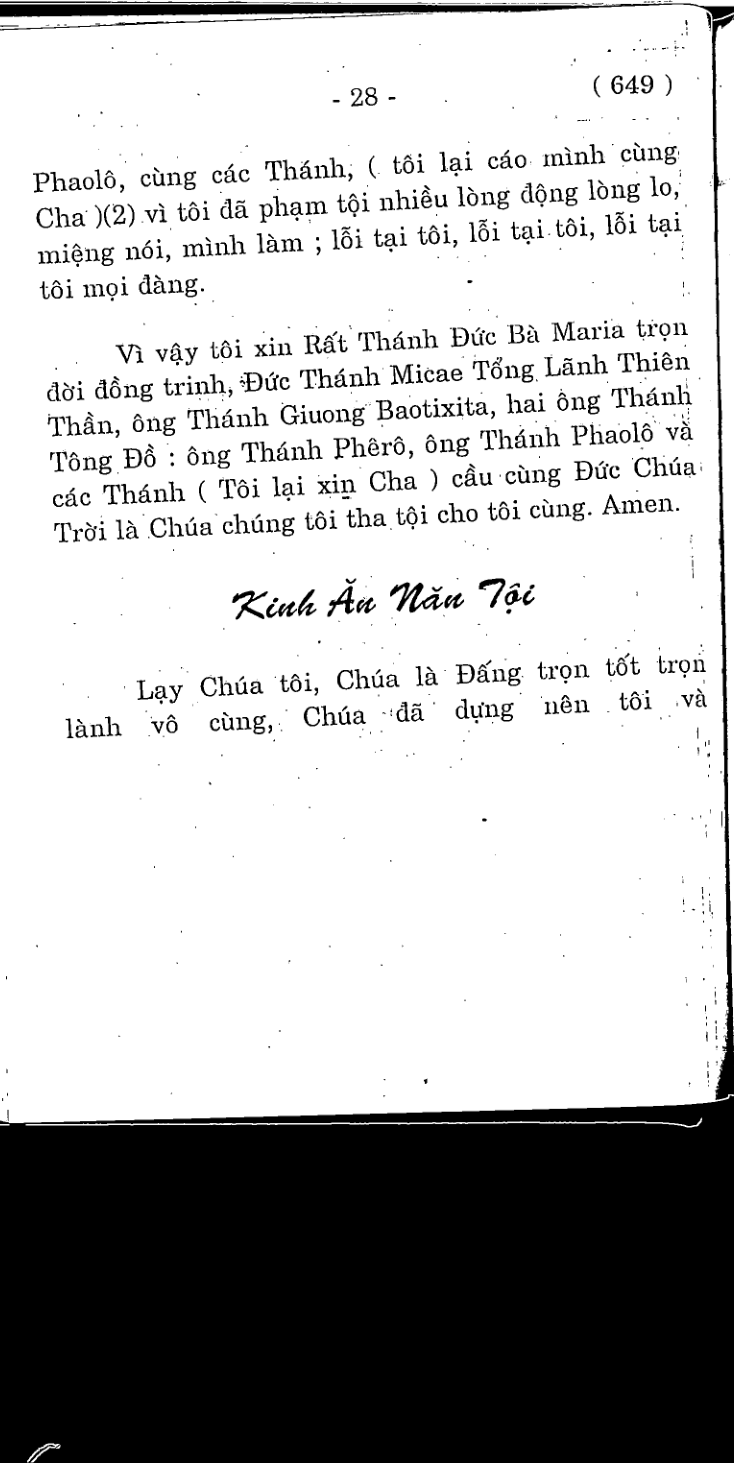 - 28 - ( 649 )
Phaolô, cùng các Thánh, ( tôi lại cáo mình cùng
Cha )(2) vì tôi đã phạm tội nhiều lòng động lòng lo,
miệng nói, mình làm ; lỗi tại tôi, lỗi tại tôi, lỗi tại
tôi mọi đàng.
Vì vậy tôi xin Rất Thánh Đức Bà Maria trọn
đời đồng trinh, Đức Thánh Micae Tổng Lãnh Thiên
Thần, ông Thánh Giuong Baotixita, hai ông Thánh
Tông Đồ : ông Thánh Phêrô, ông Thánh Phaolô và
các Thánh ( Tôi lại xin Cha ) cầu cùng Đức Chúa
Trời là Chúa chúng tôi tha tội cho tôi cùng. Amen.
Kinh Ăn Năn Tội
Lạy Chúa tôi, Chúa là Đấng trọn tốt trọn
lành vô cùng, Chúa đã dựng nên tôi và